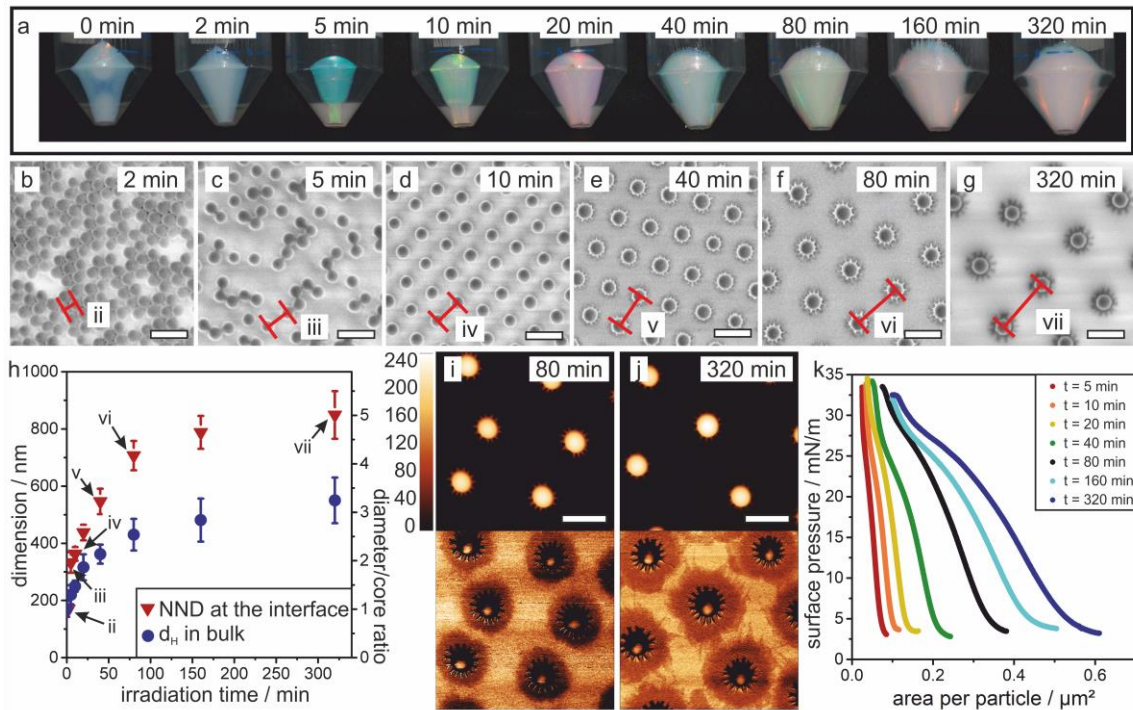 a
0 min 2 min 5 min 10 min 20 min 40 min 80 min 160 min 320 min
b 2 min
ii
c 5 min
iii
d 10 min
iv
e 40 min
v
f 80 min
vi
g 320 min
vii
h
1000
800
600
400
200
0
dimension / nm
0 50 100 150 200 250 300
irradiation time / min
5
4
3
2
1
0
diameter/core ratio
vi
v
iv
iii
ii
vii
NND at the interface
dH in bulk
240
200
160
120
80
40
0
i 80 min
j 320 min
k
35
30
25
20
15
10
5
0
surface pressure / mN/m
0.0 0.2 0.4 0.6
area per particle / µm²
t = 5 min
t = 10 min
t = 20 min
t = 40 min
t = 80 min
t = 160 min
t = 320 min